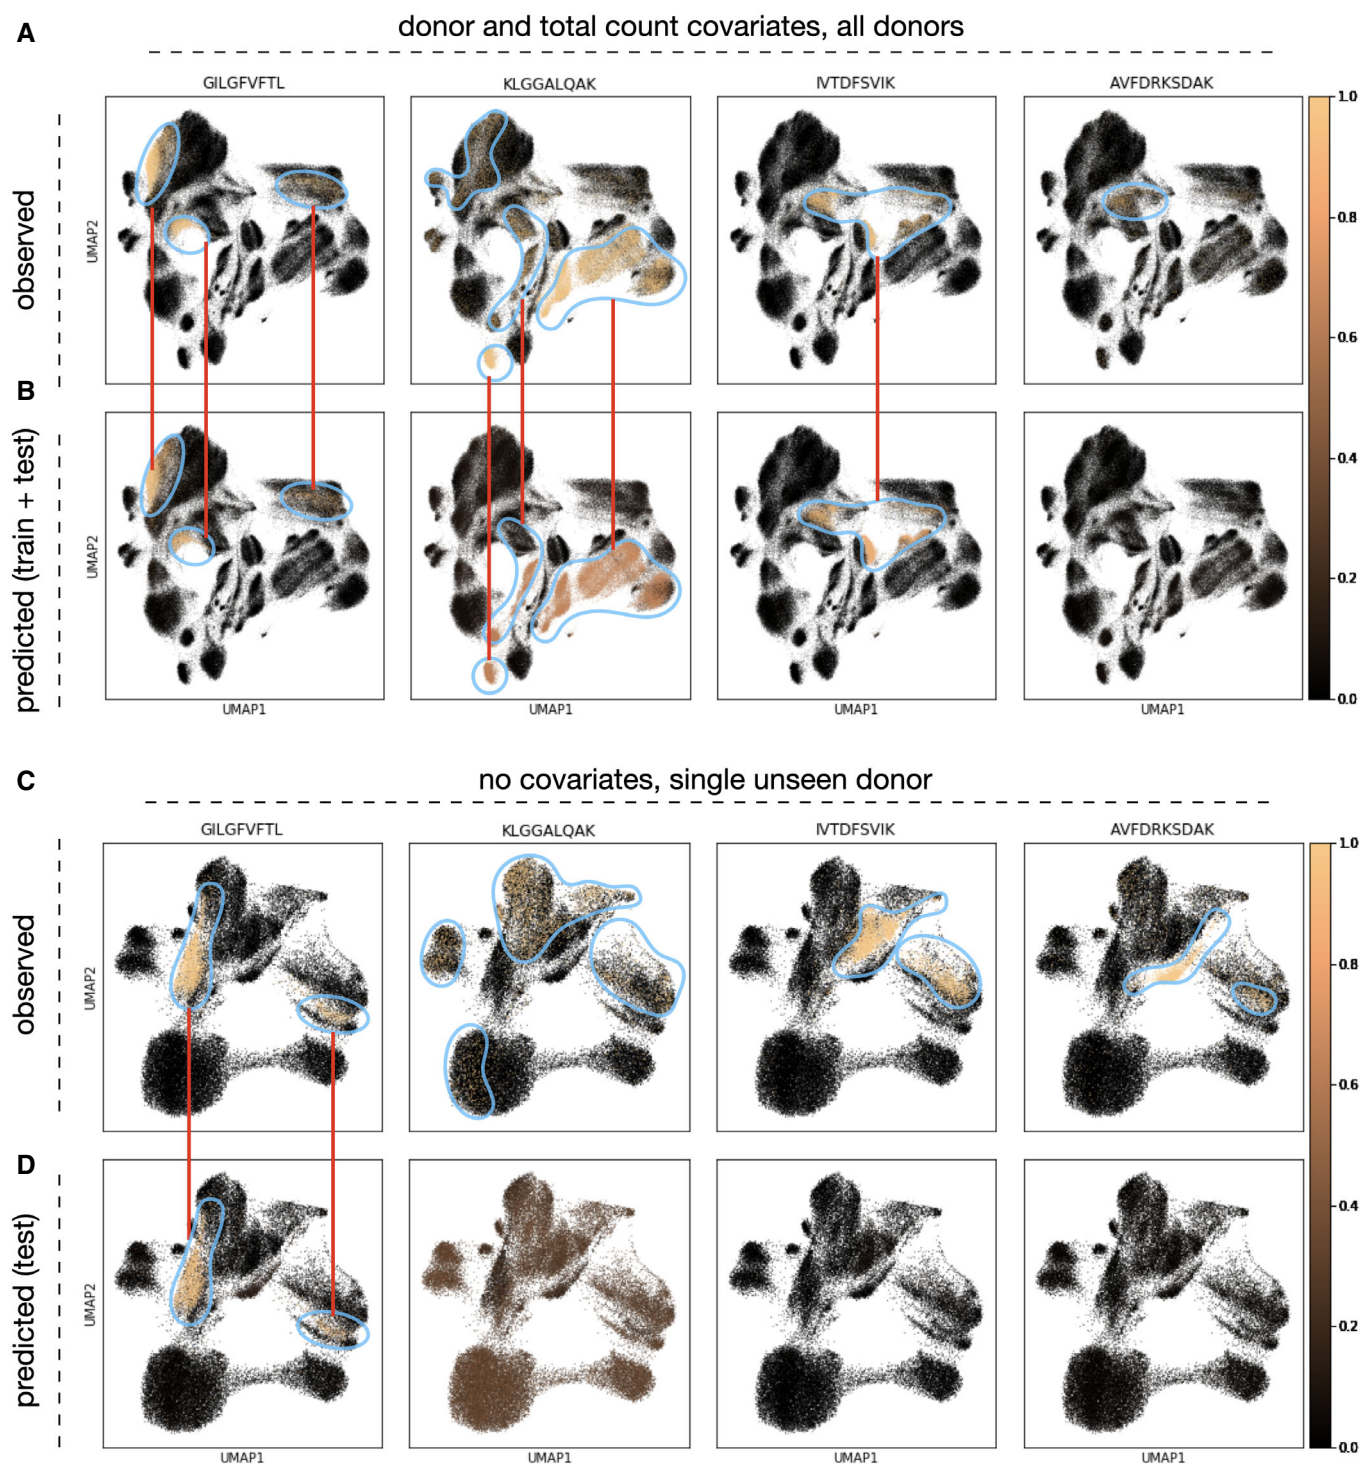 A
donor and total count covariates, all donors
GILGFVFTL
KLGGALQAK
IVTDFSVIK
AVFDRKSDAK
observed
UMAP2
1.0
0.8
0.6
0.4
0.2
0.0
B
predicted (train + test)
UMAP2
UMAP1
UMAP1
UMAP1
UMAP1
C
no covariates, single unseen donor
GILGFVFTL
KLGGALQAK
IVTDFSVIK
AVFDRKSDAK
observed
UMAP2
1.0
0.8
0.6
0.4
0.2
0.0
D
predicted (test)
UMAP2
UMAP1
UMAP1
UMAP1
UMAP1